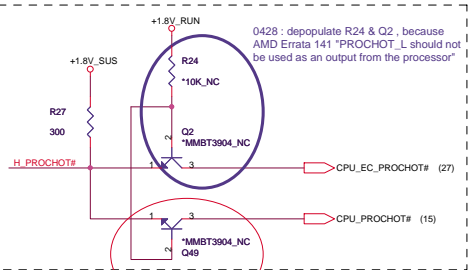 +1.8V_RUN
0428 : depopulate R24 & Q2 , because
AMD Errata 141 "PROCHOT_L should not
be used as an output from the processor"
+1.8V_SUS
R24
*10K_NC
R27
300
2
Q2
*MMBT3904_NC
H_PROCHOT#
1
3
CPU_EC_PROCHOT# (27)
1
3
CPU_PROCHOT# (15)
2
*MMBT3904_NC
Q49